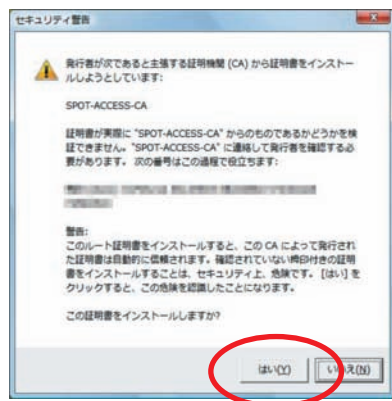 セキュリティ警告
発行者が次であると主張する証明機関 (CA) から証明書をインストー
ルしようとしています:
SPOT-ACCESS-CA
証明書が実際に "SPOT-ACCESS-CA" からのものであるかどうかを検
証できません。"SPOT-ACCESS-CA" に連絡して発行者を確認する必
要があります。次の番号はこの過程で役立ちます:
警告:
このルート証明書をインストールすると、この CA によって発行され
た証明書は自動的に信頼されます。確認されていない拇印付きの証明
書をインストールすることは、セキュリティ上、危険です。[はい] を
クリックすると、この危険を認識したことになります。
この証明書をインストールしますか?
はい(Y)
いいえ(N)